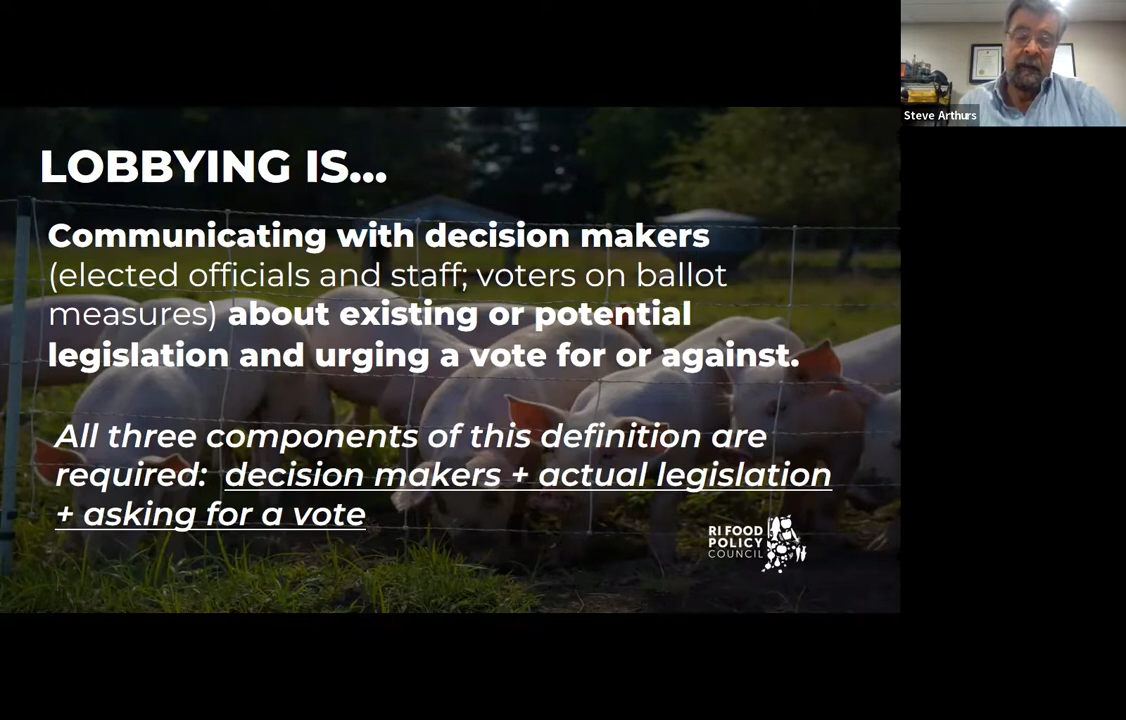 Steve Arthurs
LOBBYING IS...
Communicating with decision makers
(elected officials and staff; voters on ballot
measures) about existing or potential
legislation and urging a vote for or against.
All three components of this definition are
required: decision makers + actual legislation
+ asking for a vote
RI FOOD
POLICY
COUNCIL